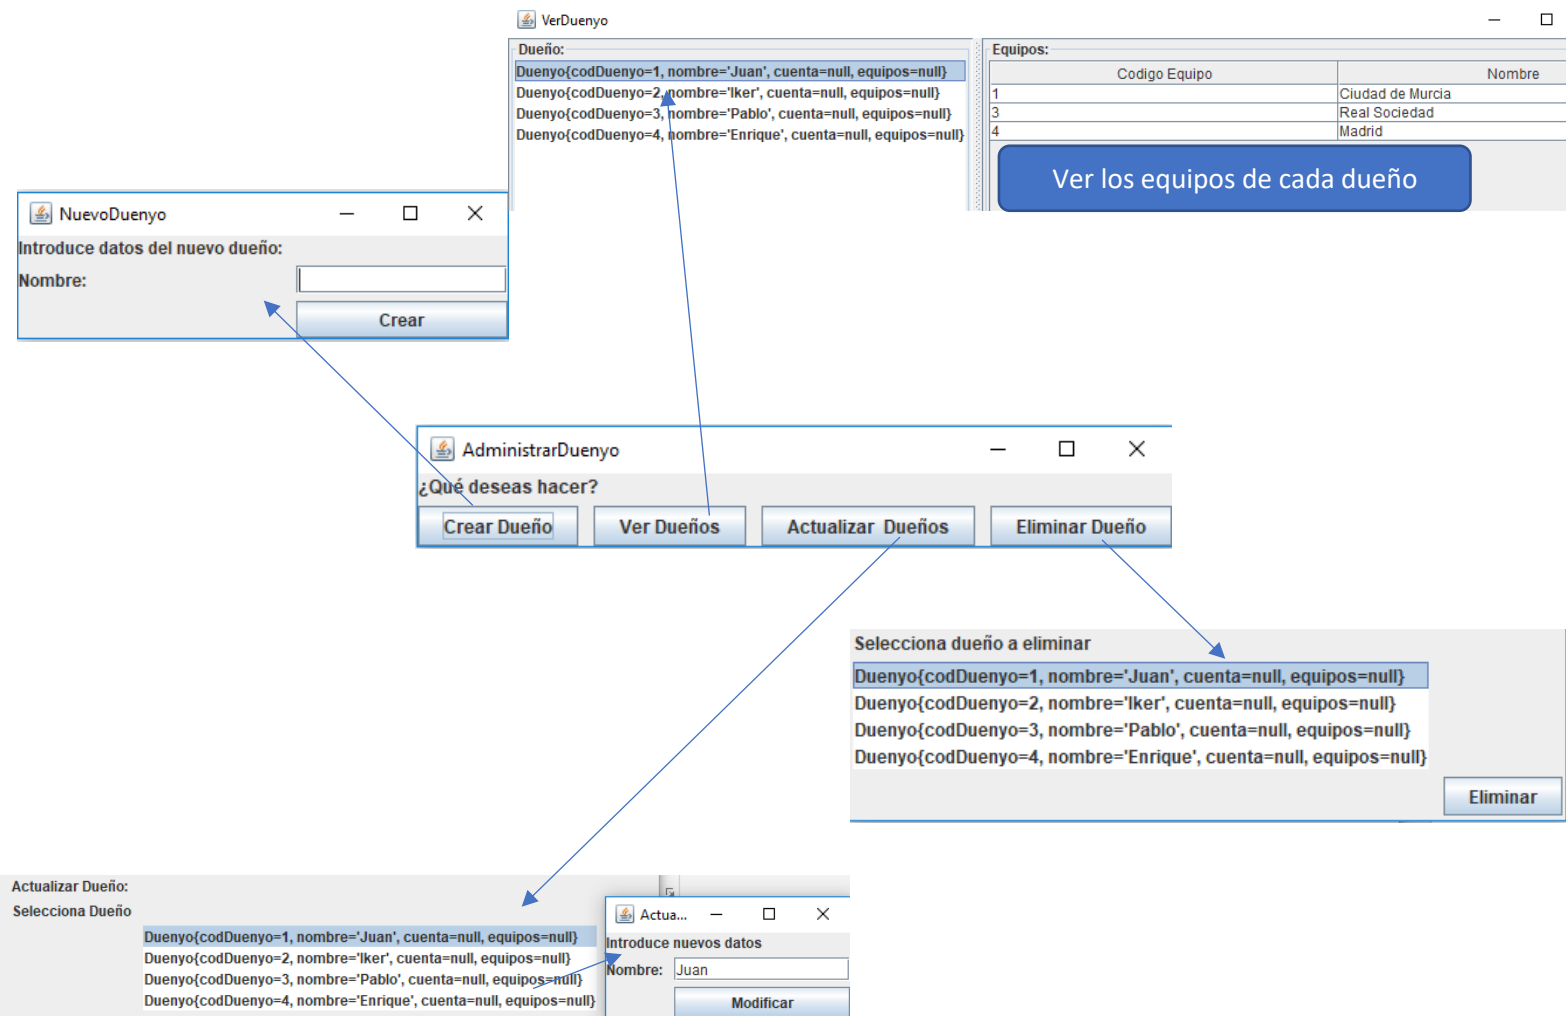 VerDuenyo
Dueño:
Duenyo{codDuenyo=1, nombre='Juan', cuenta=null, equipos=null}
Duenyo{codDuenyo=2, nombre='Iker', cuenta=null, equipos=null}
Duenyo{codDuenyo=3, nombre='Pablo', cuenta=null, equipos=null}
Duenyo{codDuenyo=4, nombre='Enrique', cuenta=null, equipos=null}
Equipos:
Codigo Equipo Nombre
1 Ciudad de Murcia
3 Real Sociedad
4 Madrid
Ver los equipos de cada dueño
NuevoDuenyo
Introduce datos del nuevo dueño:
Nombre:
Crear
AdministrarDuenyo
¿Qué deseas hacer?
Crear Dueño Ver Dueños Actualizar Dueños Eliminar Dueño
Selecciona dueño a eliminar
Duenyo{codDuenyo=1, nombre='Juan', cuenta=null, equipos=null}
Duenyo{codDuenyo=2, nombre='Iker', cuenta=null, equipos=null}
Duenyo{codDuenyo=3, nombre='Pablo', cuenta=null, equipos=null}
Duenyo{codDuenyo=4, nombre='Enrique', cuenta=null, equipos=null}
Eliminar
Actualizar Dueño:
Selecciona Dueño
Duenyo{codDuenyo=1, nombre='Juan', cuenta=null, equipos=null}
Duenyo{codDuenyo=2, nombre='Iker', cuenta=null, equipos=null}
Duenyo{codDuenyo=3, nombre='Pablo', cuenta=null, equipos=null}
Duenyo{codDuenyo=4, nombre='Enrique', cuenta=null, equipos=null}
Actua...
Introduce nuevos datos
Nombre: Juan
Modificar